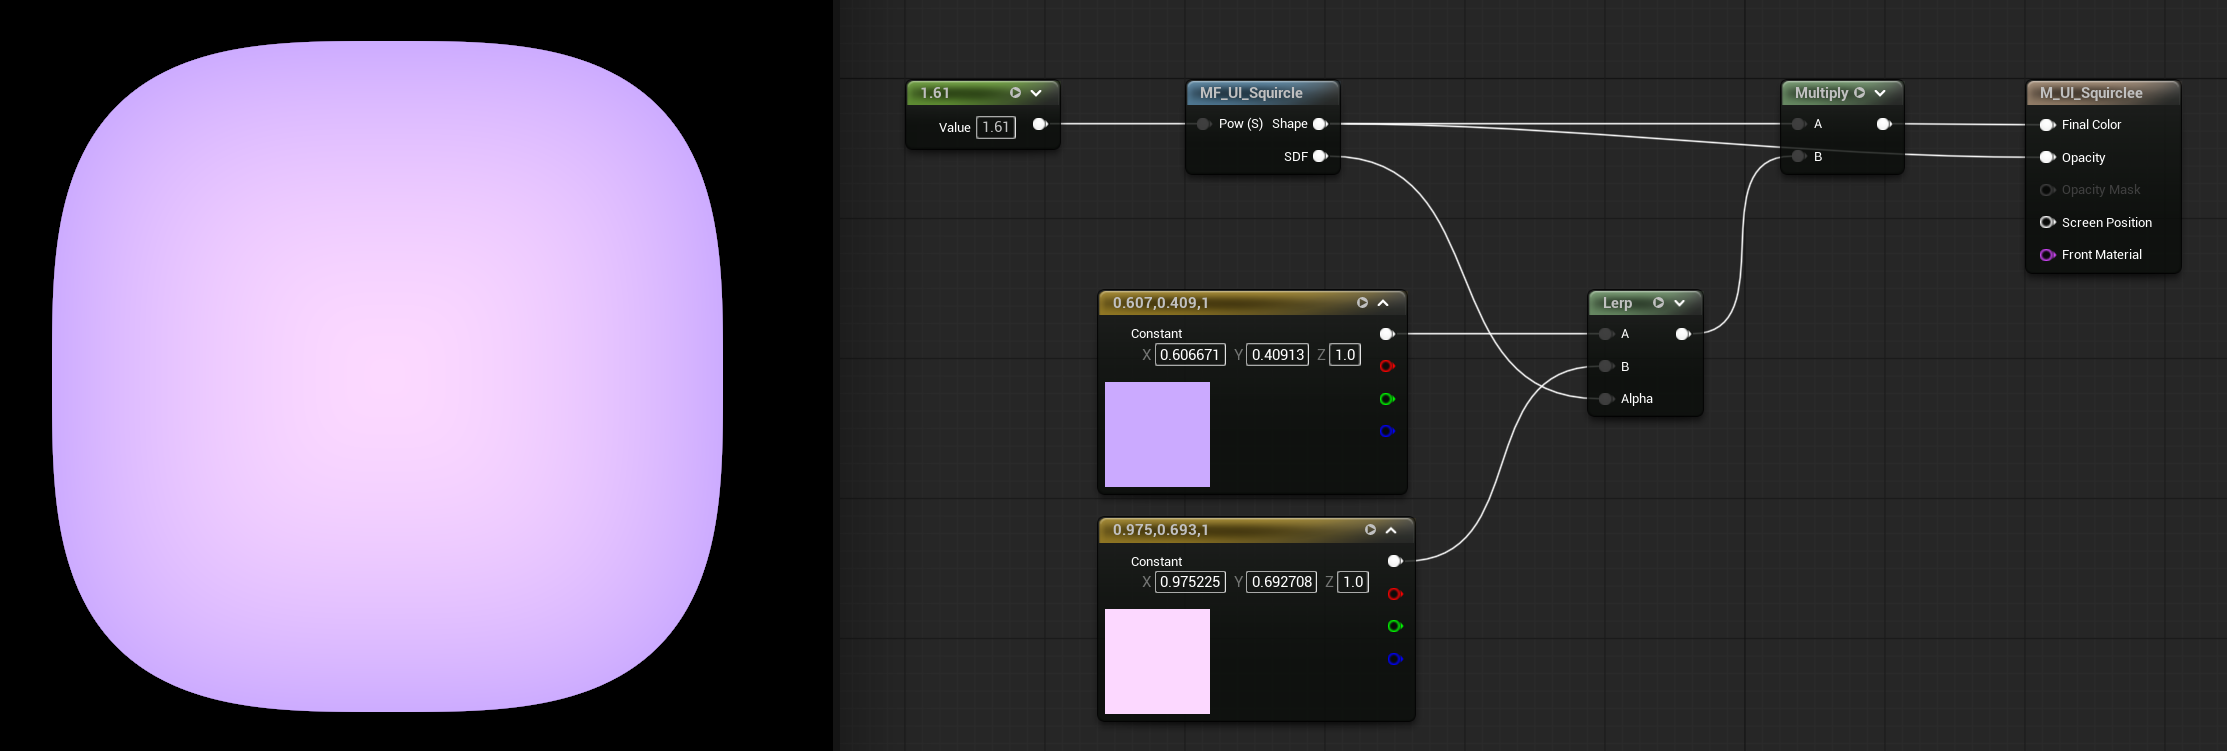 1.61
Value 1.61
MF_UI_Squircle
Pow (S) Shape
SDF
Multiply
A
B
M_UI_Squirclee
Final Color
Opacity
Opacity Mask
Screen Position
Front Material
0.607,0.409,1
Constant
X 0.606671 Y 0.40913 Z 1.0
Lerp
A
B
Alpha
0.975,0.693,1
Constant
X 0.975225 Y 0.692708 Z 1.0